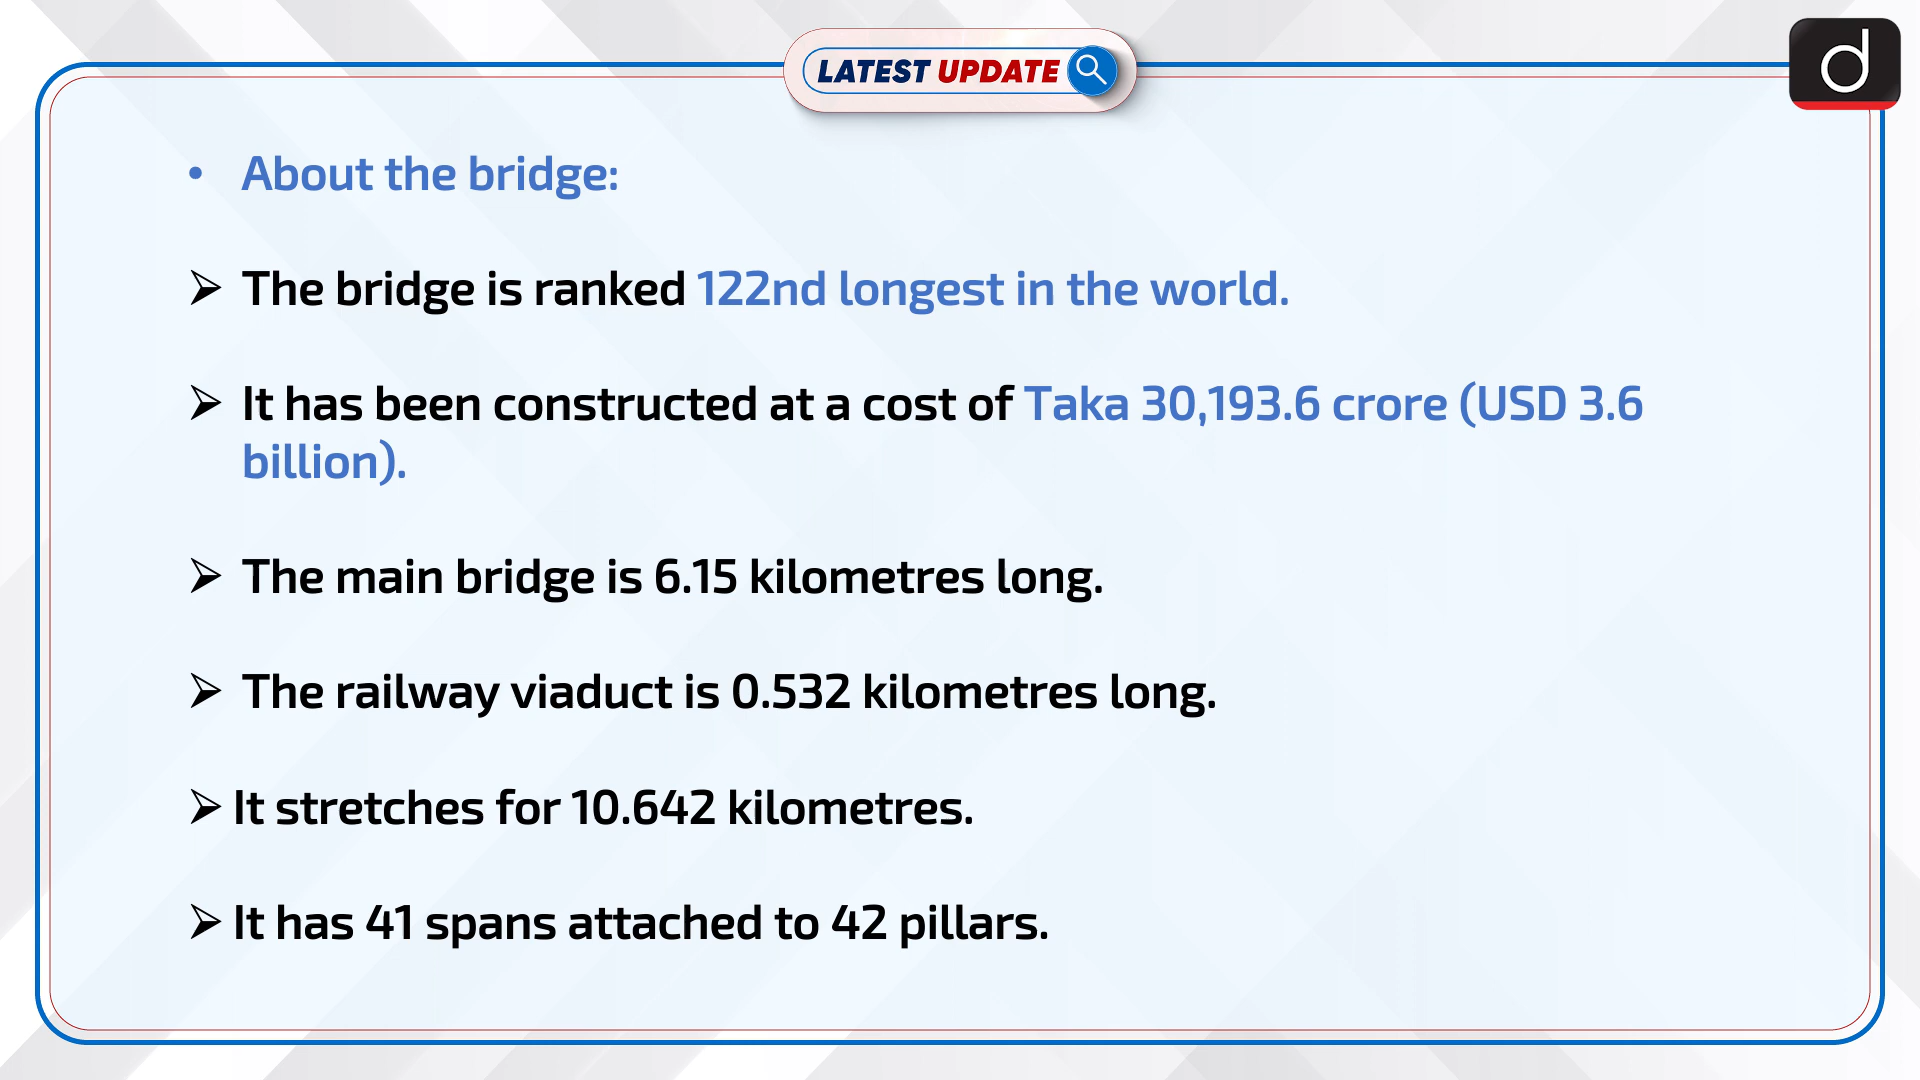 LATEST UPDATE
d
• About the bridge:
➢ The bridge is ranked 122nd longest in the world.
➢ It has been constructed at a cost of Taka 30,193.6 crore (USD 3.6
billion).
➢ The main bridge is 6.15 kilometres long.
➢ The railway viaduct is 0.532 kilometres long.
➢ It stretches for 10.642 kilometres.
➢ It has 41 spans attached to 42 pillars.